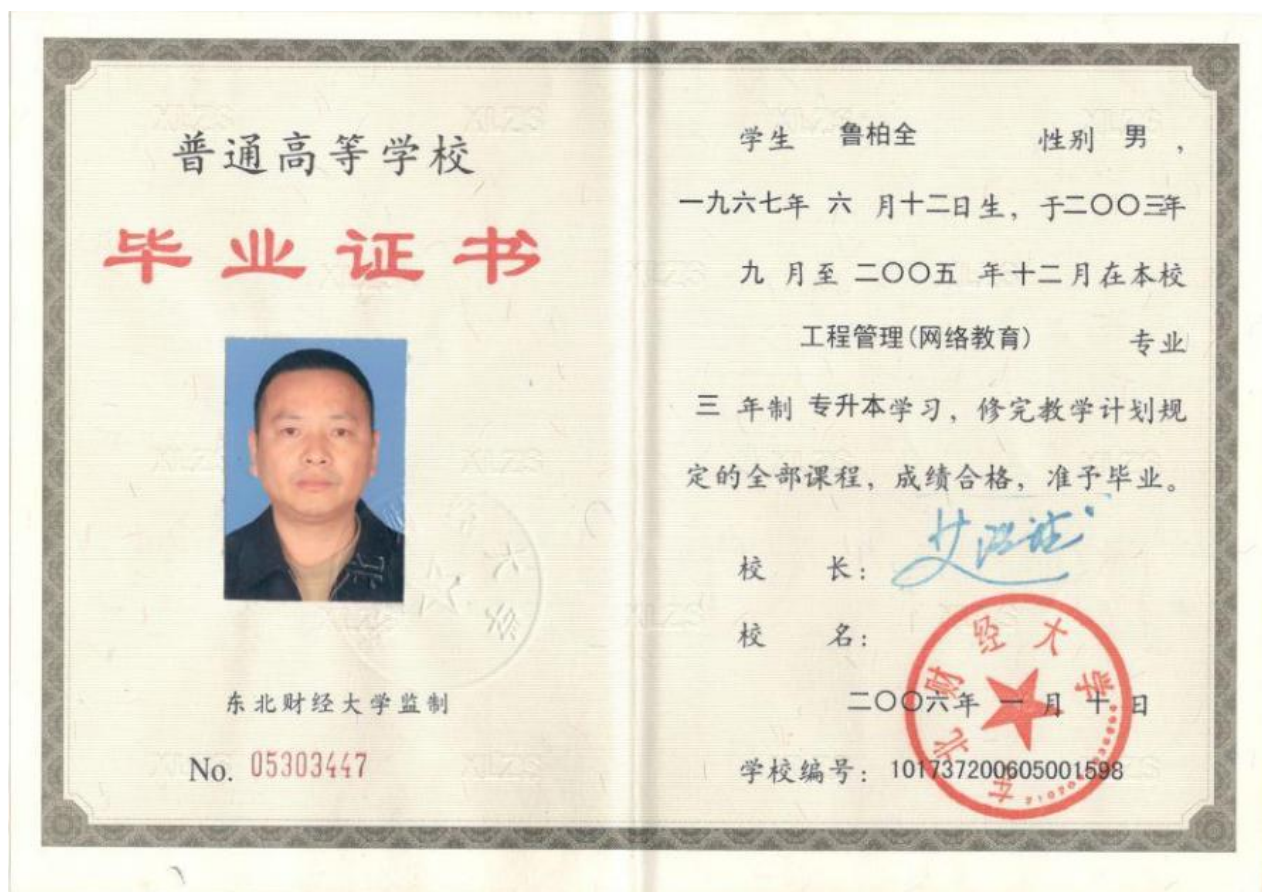 普通高等学校
毕业证书
东北财经大学监制
No. 05303447
学生 鲁柏全 性别 男，
一九六七年 六 月十二日生，于二〇〇三年
九 月至 二〇〇五 年十二月在本校
工程管理(网络教育) 专业
三 年制 专升本学习，修完教学计划规
定的全部课程，成绩合格，准予毕业。
校 长：
校 名：
东北财经大学
二〇〇六年 一 月 十 日
学校编号：101737200605001598